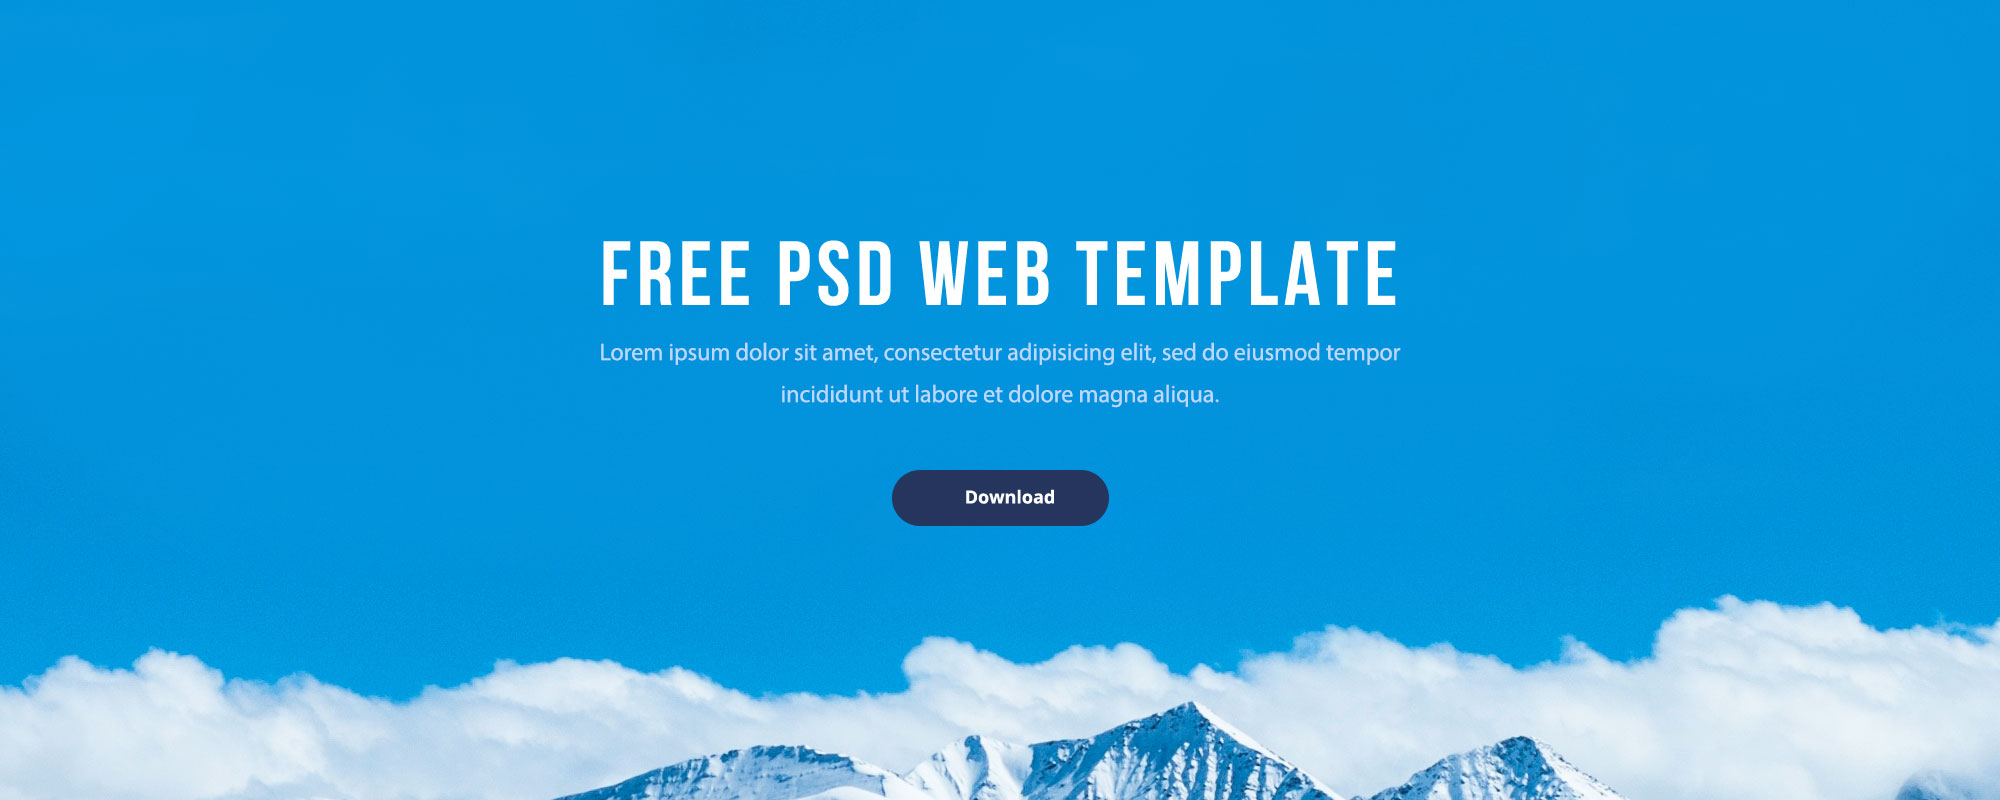 FREE PSD WEB TEMPLATE
Lorem ipsum dolor sit amet, consectetur adipisicing elit, sed do eiusmod tempor
incididunt ut labore et dolore magna aliqua.
Download